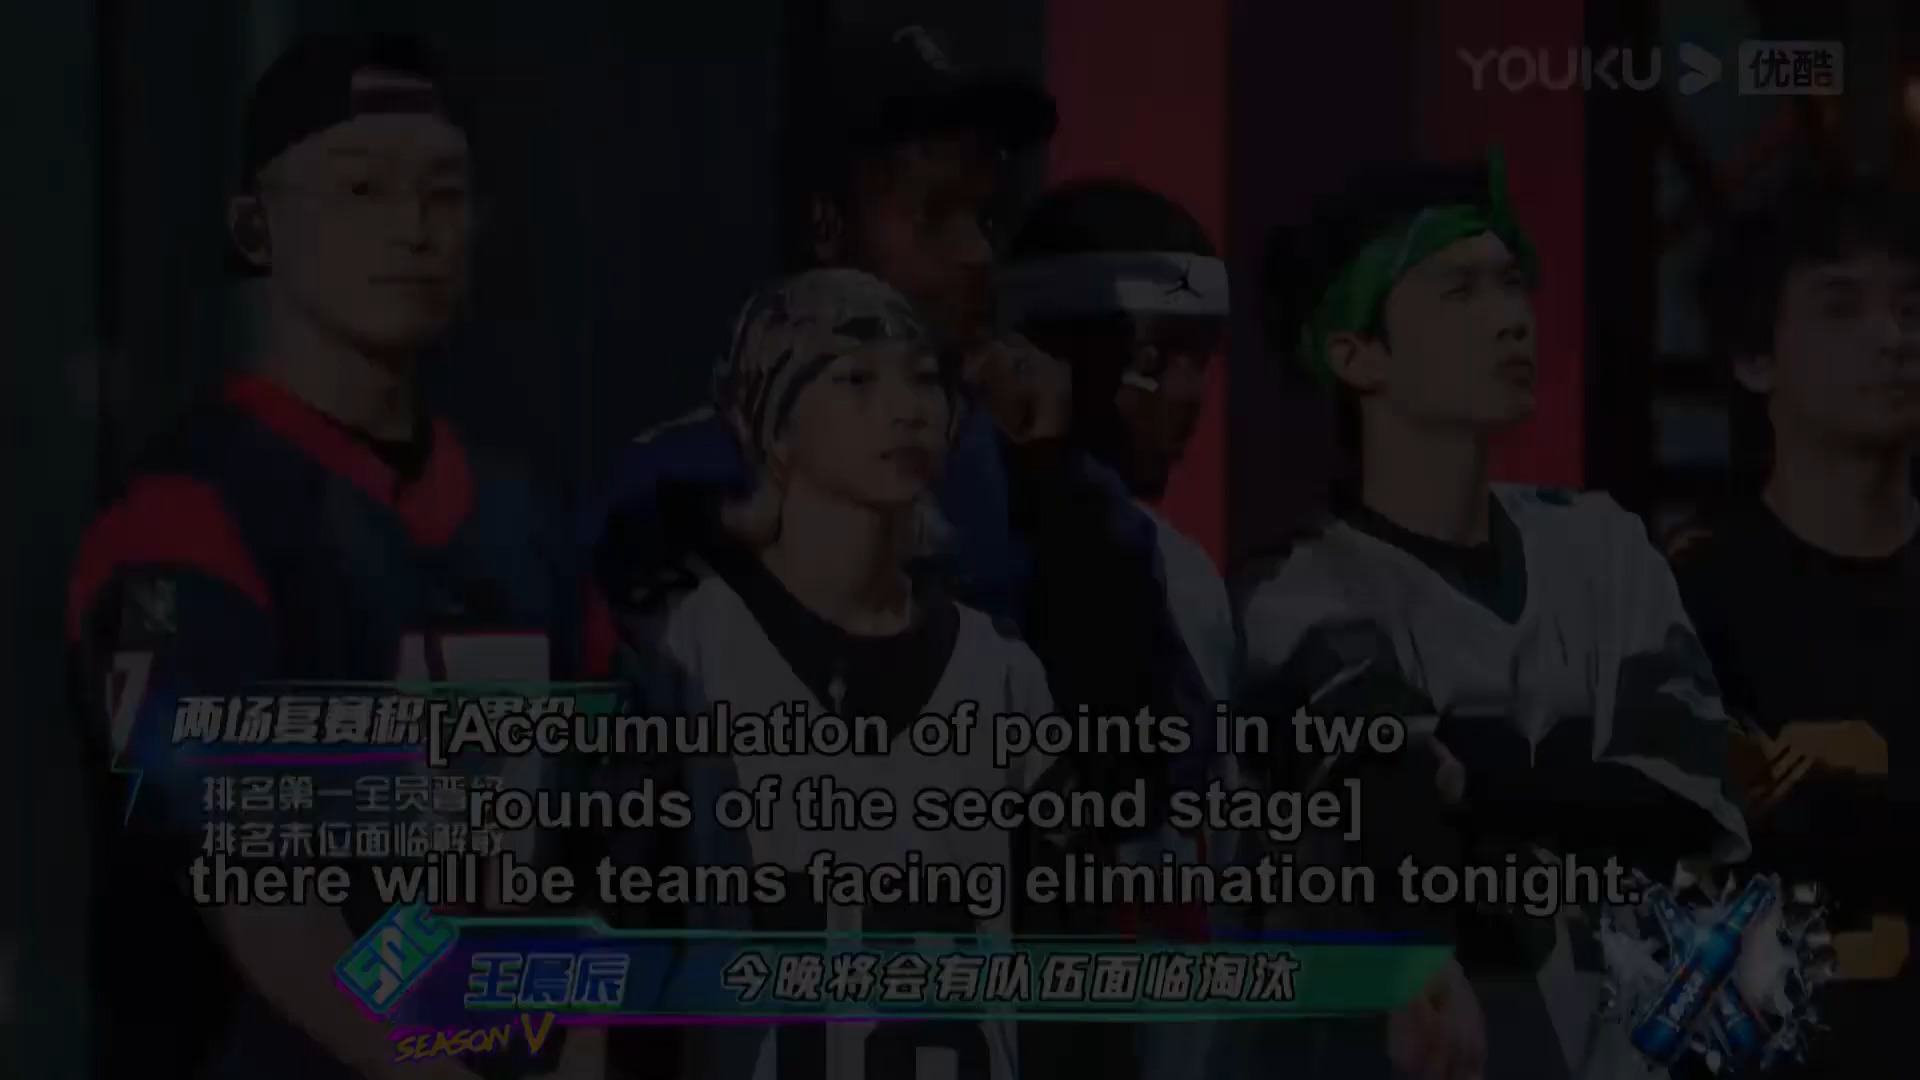 YOUKU 优酷
两场复赛积
[Accumulation of points in two
排名第一全员晋级
rounds of the second stage]
排名末位面临解散
there will be teams facing elimination tonight.
SDC
王晨辰 今晚将会有队伍面临淘汰
SEASON V